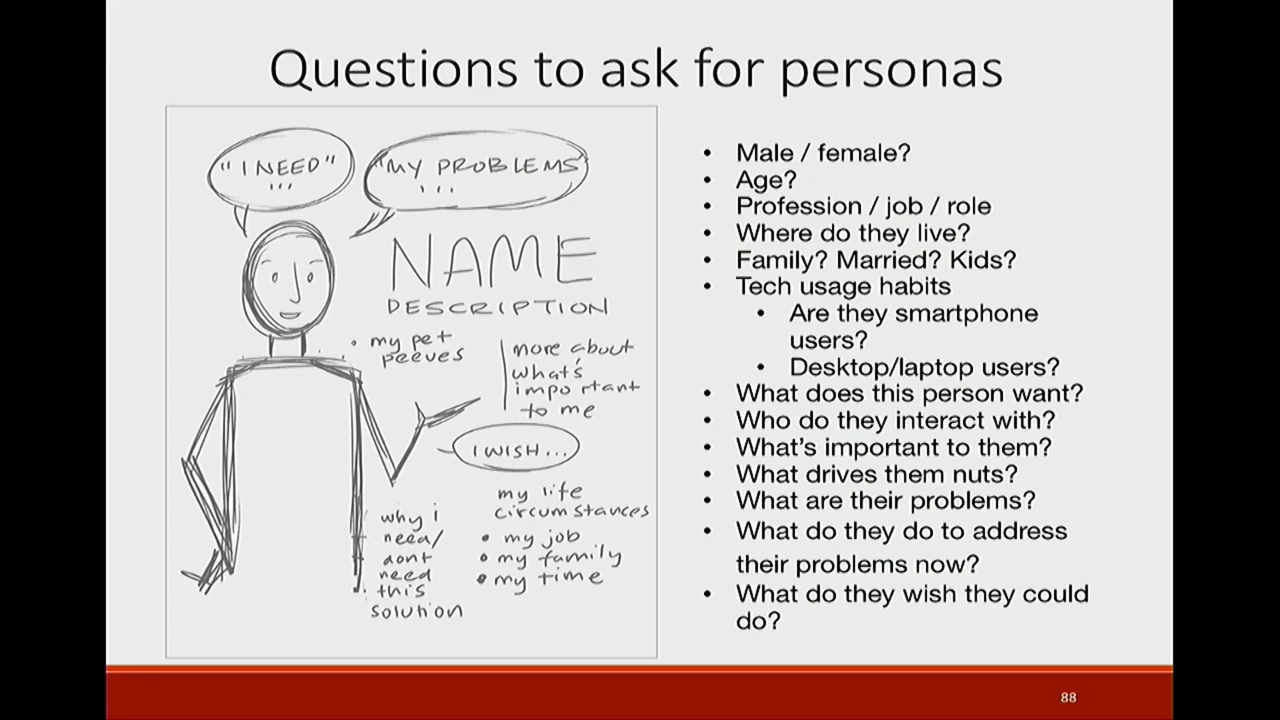 Questions to ask for personas
"I NEED"
...
"MY PROBLEMS"
...
NAME
DESCRIPTION
• my pet
peeves
more about
what's
important
to me
I WISH...
why i
need/
dont
need
this
solution
my life
circumstances
• my job
• my family
• my time
• Male / female?
• Age?
• Profession / job / role
• Where do they live?
• Family? Married? Kids?
• Tech usage habits
• Are they smartphone
users?
• Desktop/laptop users?
• What does this person want?
• Who do they interact with?
• What's important to them?
• What drives them nuts?
• What are their problems?
• What do they do to address
their problems now?
• What do they wish they could
do?
88